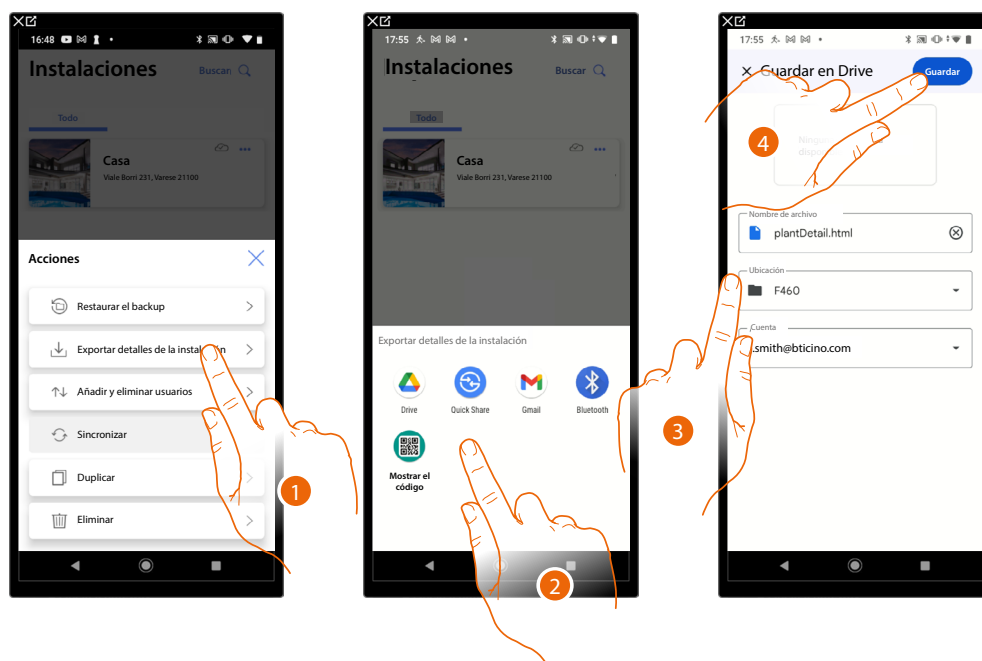 16:48
Instalaciones
Buscar
Todo
Casa
Viale Borri 231, Varese 21100
Acciones
Restaurar el backup
Exportar detalles de la instalación
Añadir y eliminar usuarios
Sincronizar
Duplicar
Eliminar
1
17:55
Instalaciones
Buscar
Todo
Casa
Viale Borri 231, Varese 21100
Exportar detalles de la instalación
Drive
Quick Share
Gmail
Bluetooth
Mostrar el
código
2
17:55
Guardar en Drive
Guardar
4
Nombre de archivo
plantDetail.html
Ubicación
F460
3
Cuenta
.smith@bticino.com